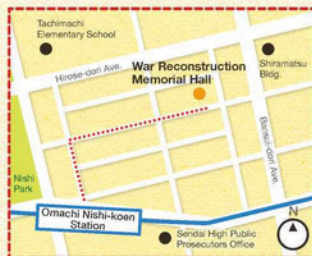 Tachimachi
Elementary School
Hirose-dori Ave.
War Reconstruction
Memorial Hall
Shiramatsu
Bldg.
Bansui-dori Ave.
Nishi
Park
Omachi Nishi-koen
Station
N
Sendai High Public
Prosecutors Office